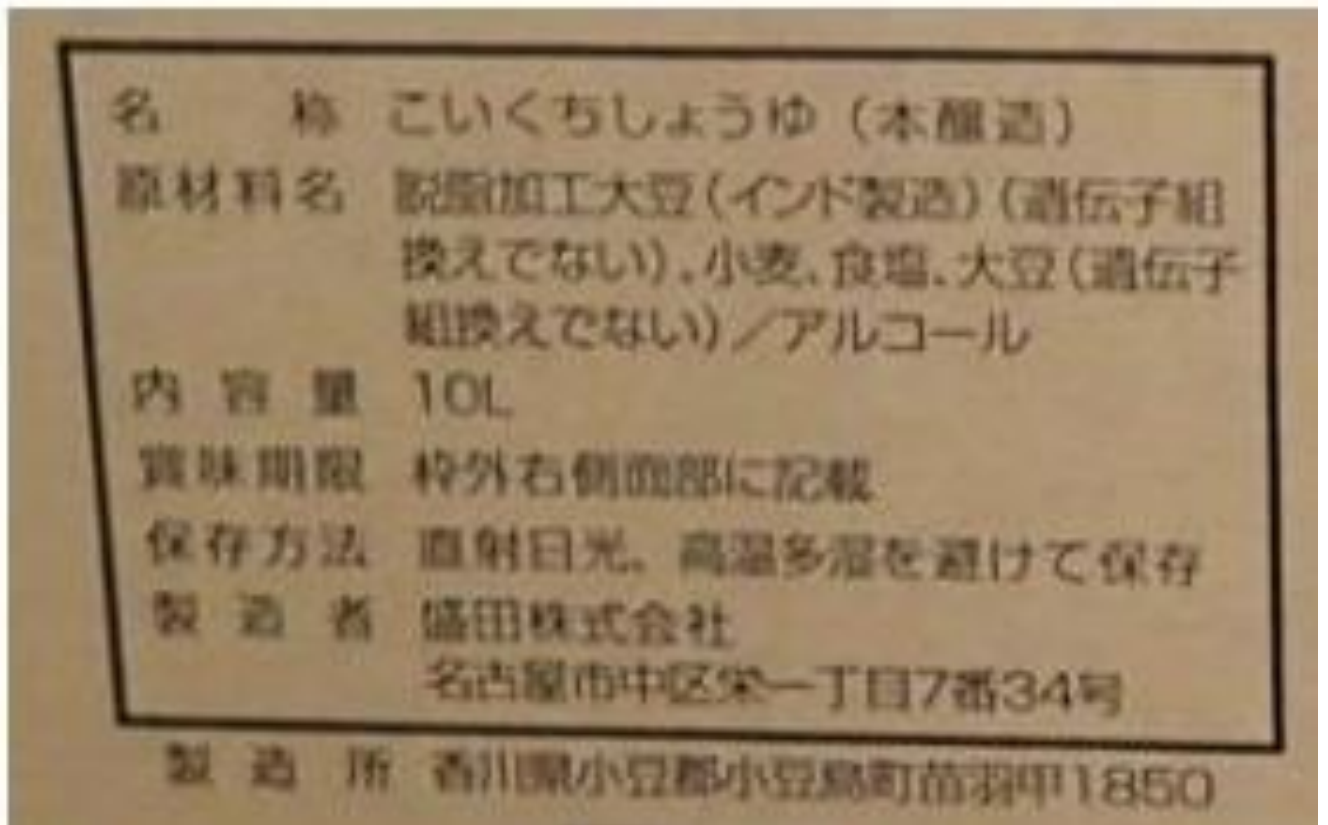 名称 こいくちしょうゆ（本醸造）
原材料名 脱脂加工大豆（インド製造）（遺伝子組
換えでない）、小麦、食塩、大豆（遺伝子
組換えでない）／アルコール
内容量 10L
賞味期限 枠外右側面部に記載
保存方法 直射日光、高温多湿を避けて保存
製造者 盛田株式会社
名古屋市中区栄一丁目7番34号
製造所 香川県小豆郡小豆島町苗羽甲1850